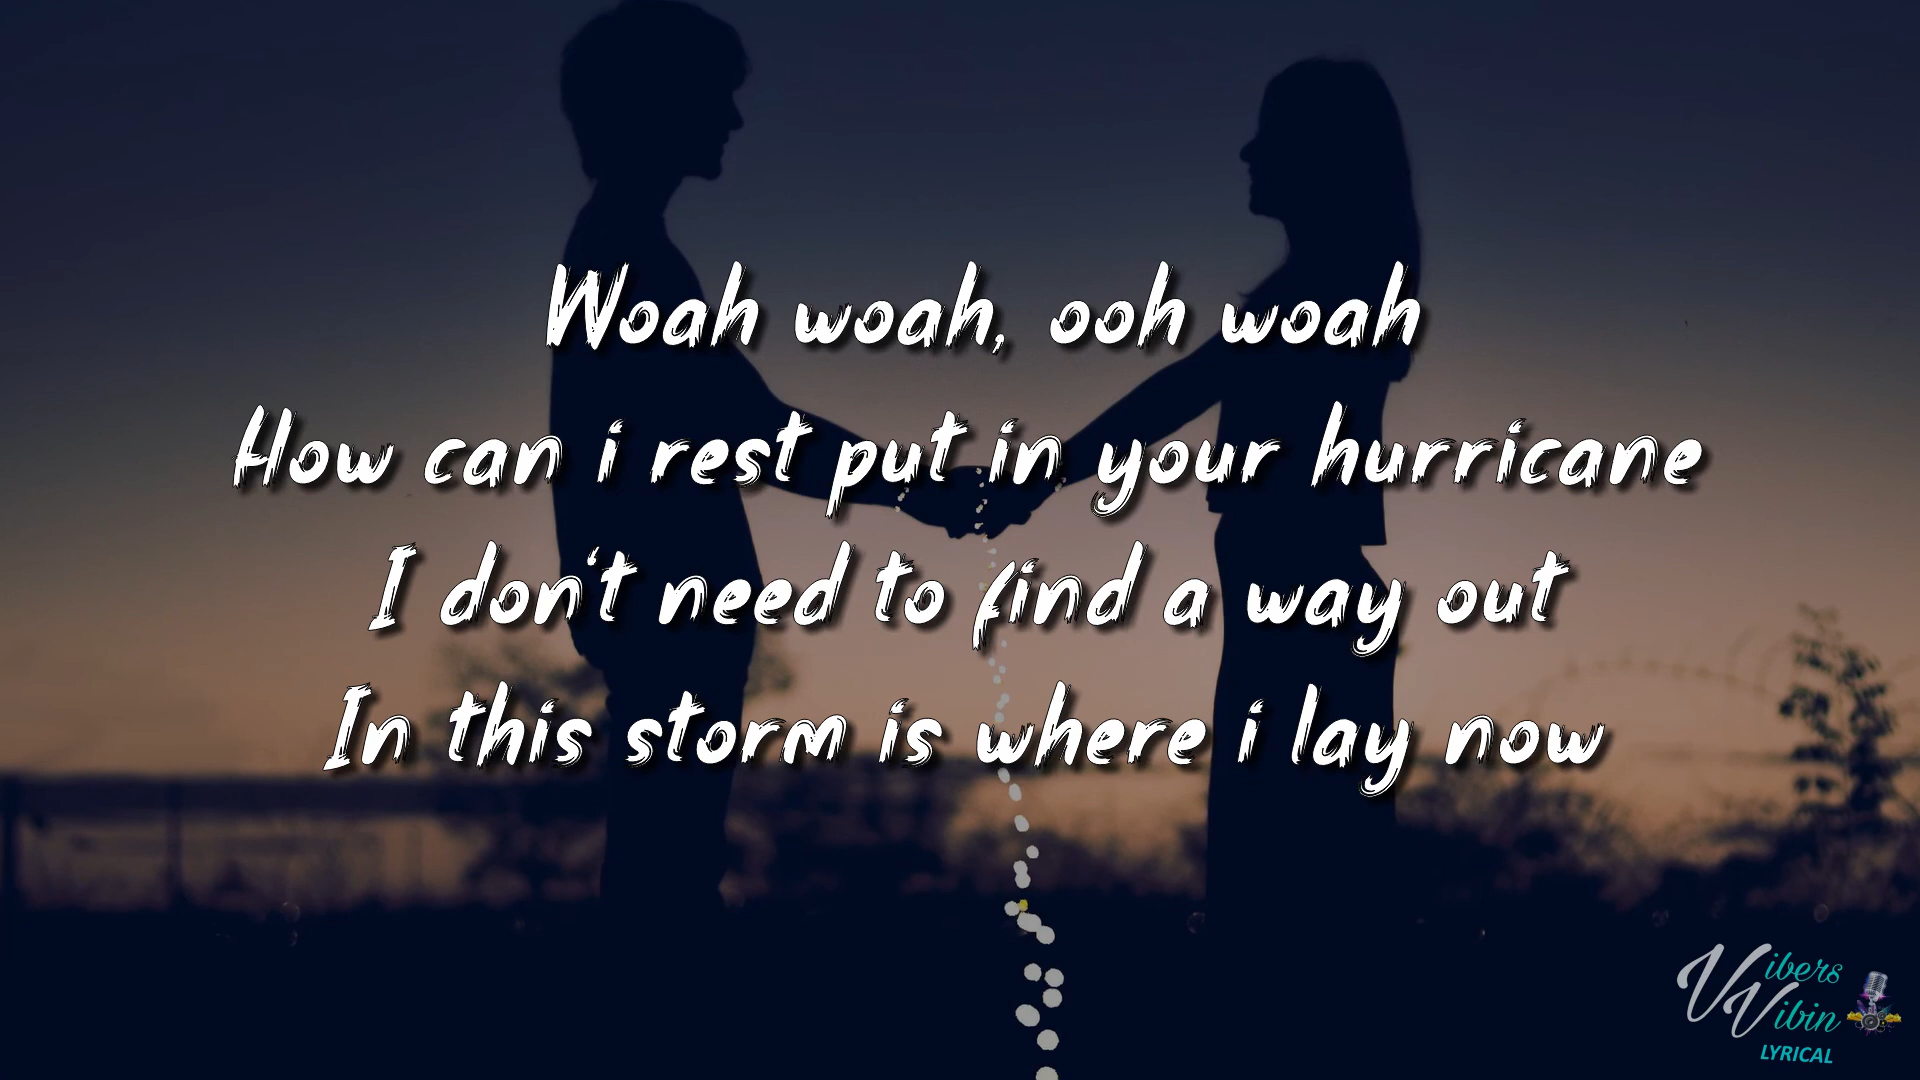 Woah woah, ooh woah
How can i rest put in your hurricane
I don't need to find a way out
In this storm is where i lay now
Vibers
Vibin
LYRICAL